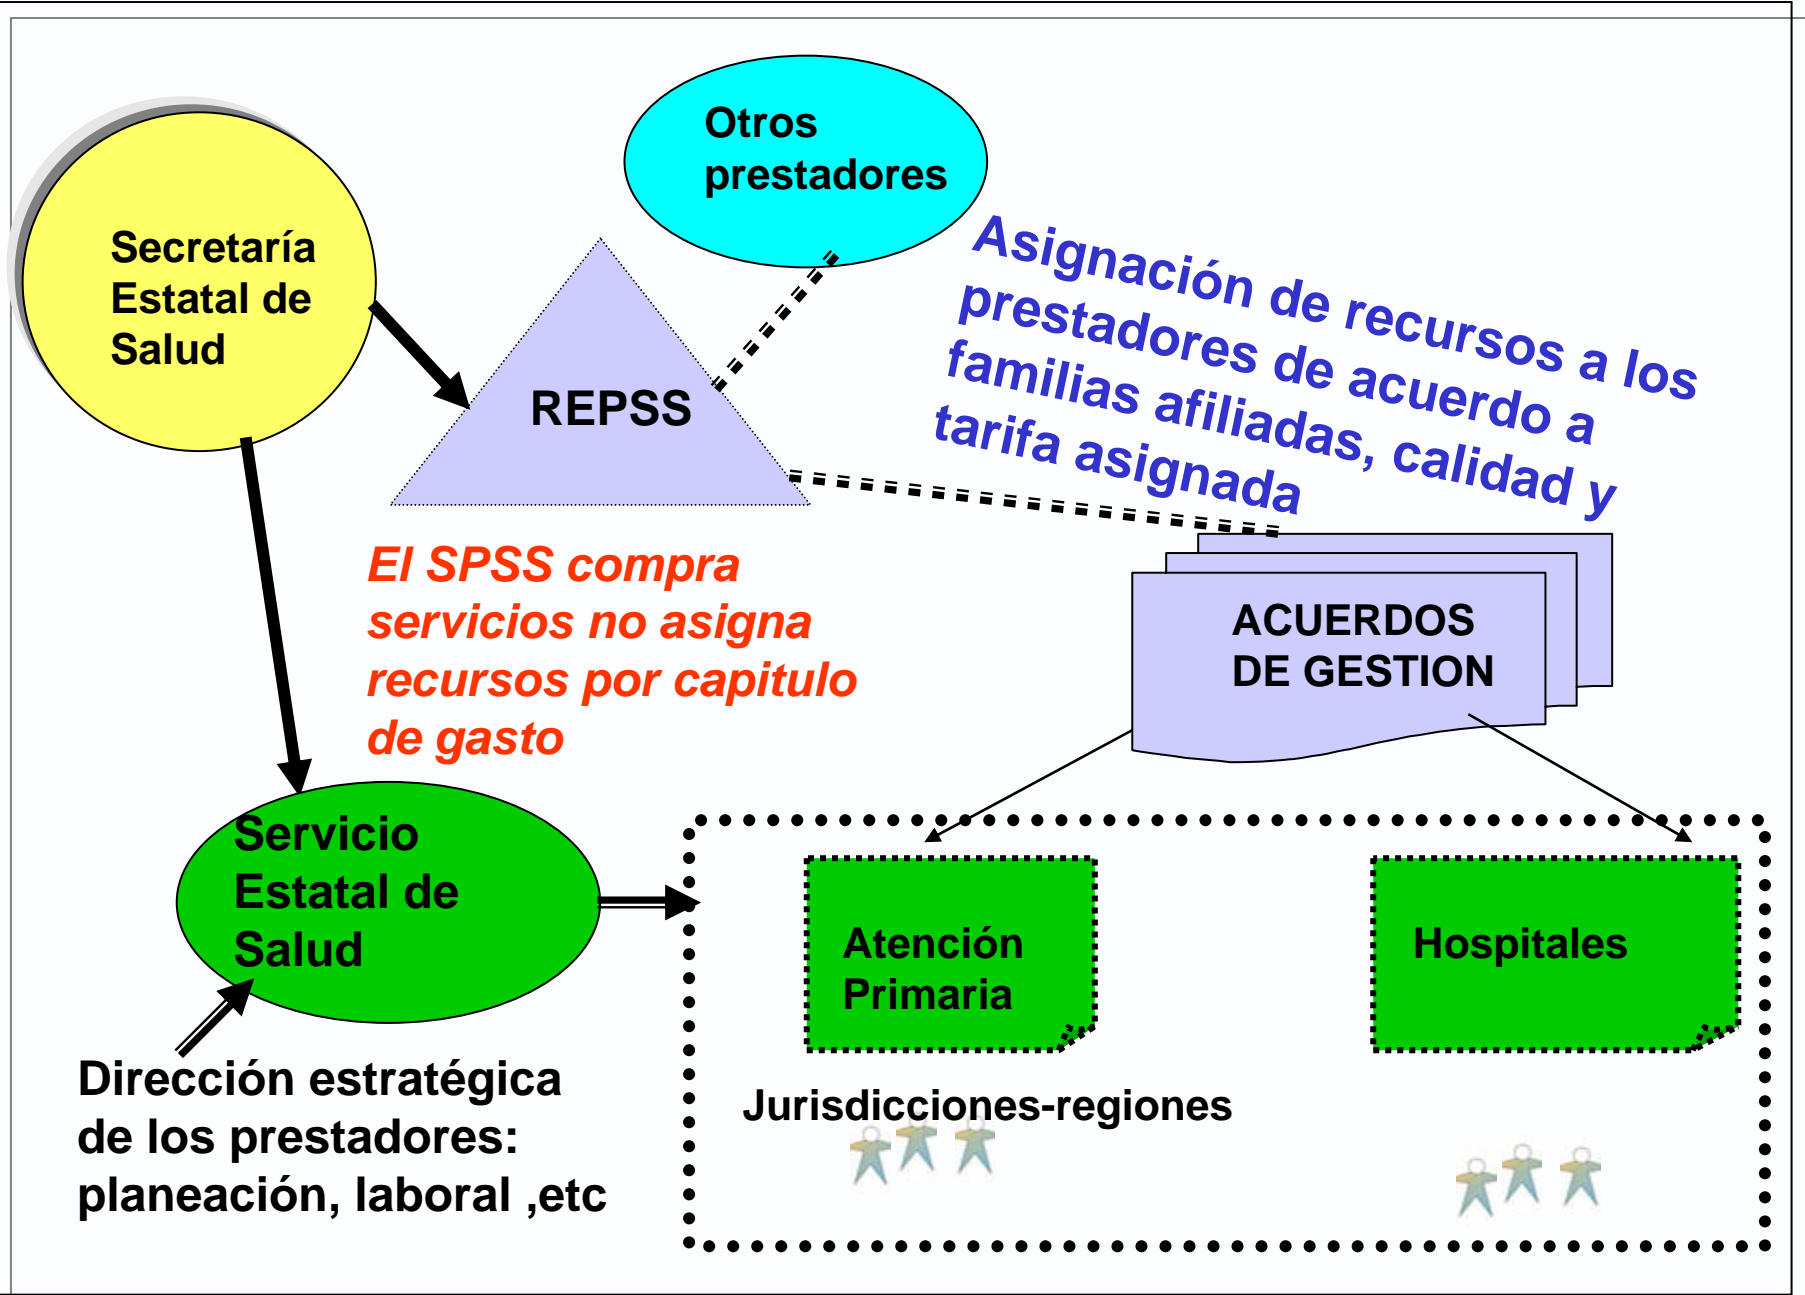 Otros
prestadores
Secretaría
Estatal de
Salud
REPSS
Asignación de recursos a los
prestadores de acuerdo a
familias afiliadas, calidad y
tarifa asignada
El SPSS compra
servicios no asigna
recursos por capitulo
de gasto
ACUERDOS
DE GESTION
Servicio
Estatal de
Salud
Atención
Primaria
Hospitales
Jurisdicciones-regiones
Dirección estratégica
de los prestadores:
planeación, laboral ,etc